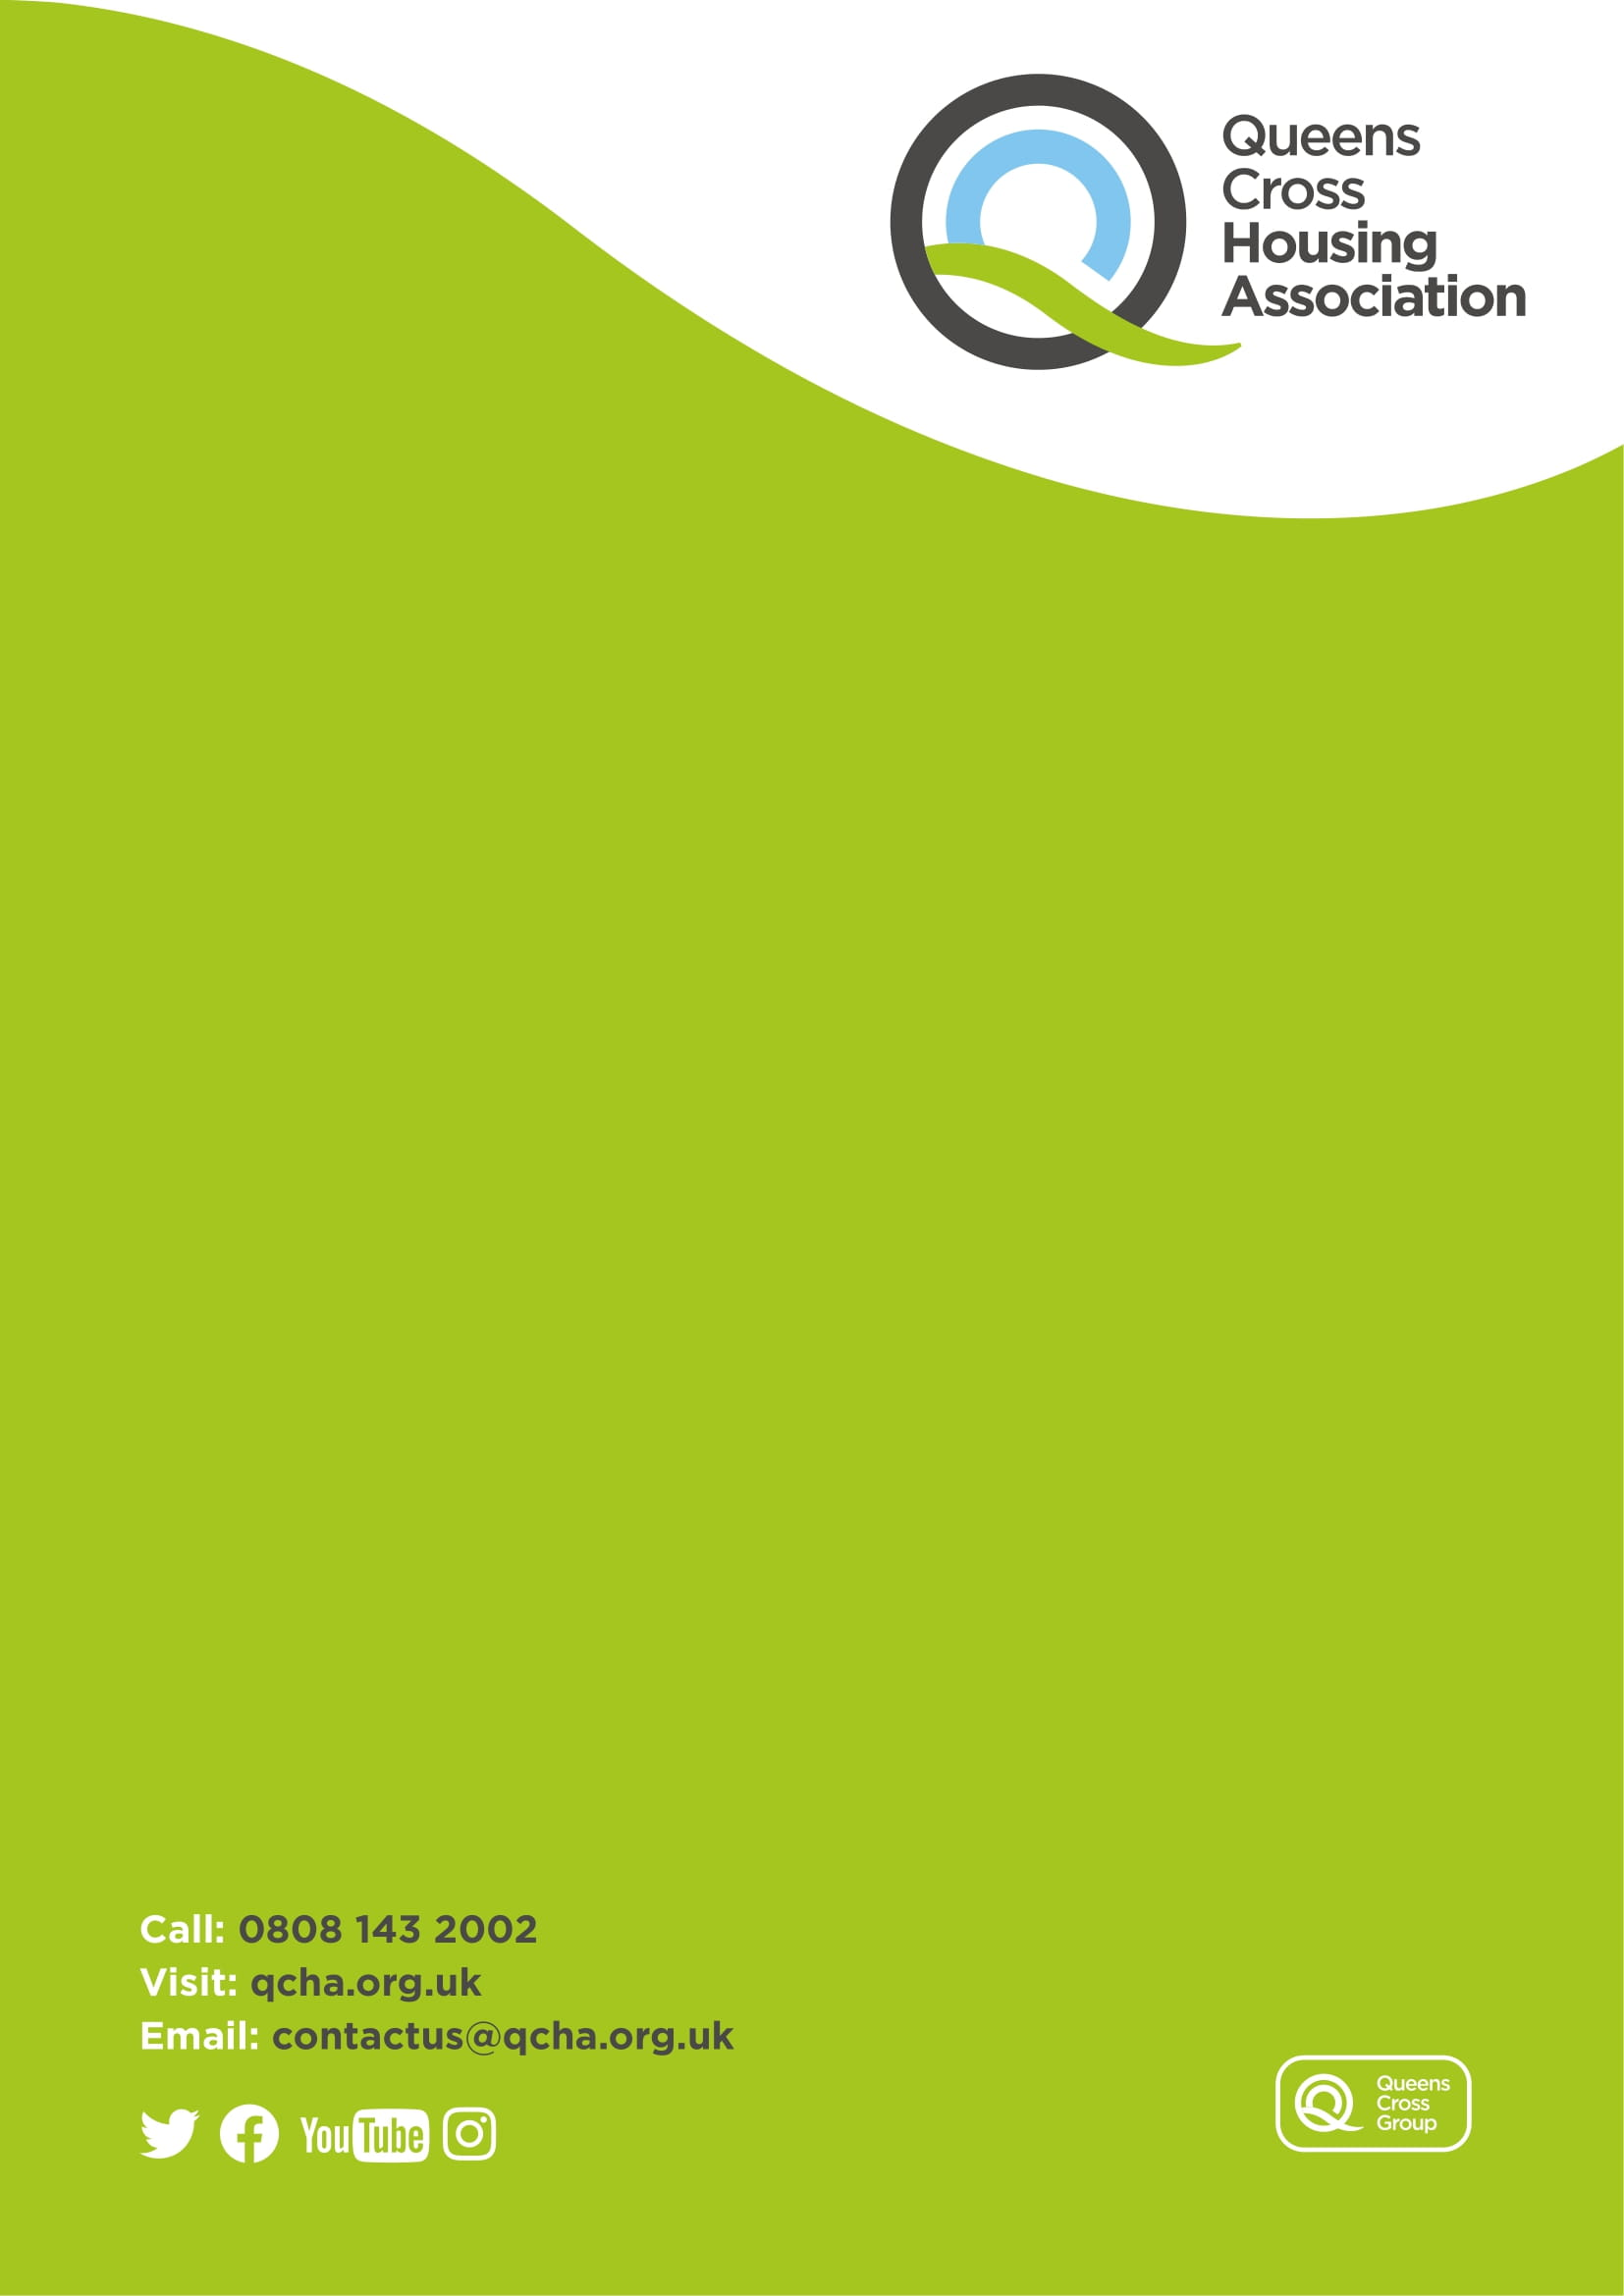 Queens
Cross
Housing
Association
Call: 0808 143 2002
Visit: qcha.org.uk
Email: contactus@qcha.org.uk
YouTube
Queens
Cross
Group